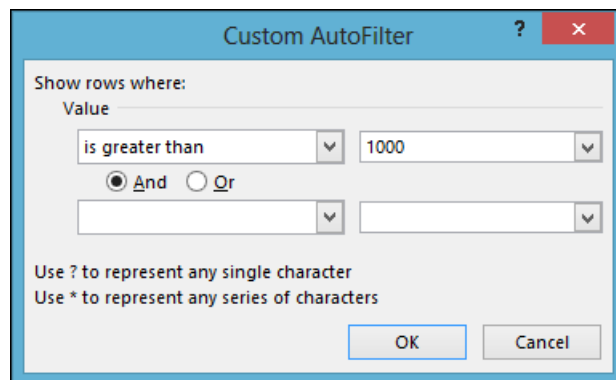 Custom AutoFilter ? ×
Show rows where:
Value
is greater than 1000
And Or
Use ? to represent any single character
Use * to represent any series of characters
OK Cancel